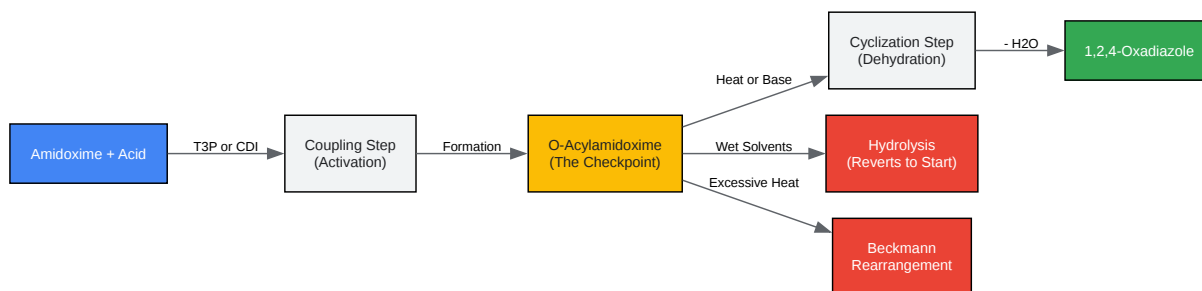 Amidoxime + Acid
T3P or CDI
Coupling Step
(Activation)
Formation
O-Acylamidoxime
(The Checkpoint)
Heat or Base
Cyclization Step
(Dehydration)
- H2O
1,2,4-Oxadiazole
Wet Solvents
Hydrolysis
(Reverts to Start)
Excessive Heat
Beckmann
Rearrangement